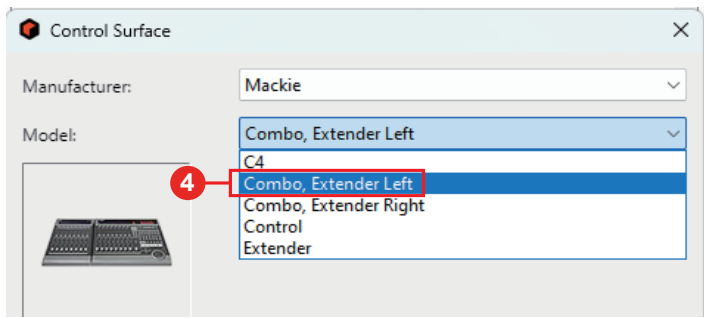 Control Surface
Manufacturer: Mackie
Model: Combo, Extender Left
C4
4 Combo, Extender Left
Combo, Extender Right
Control
Extender